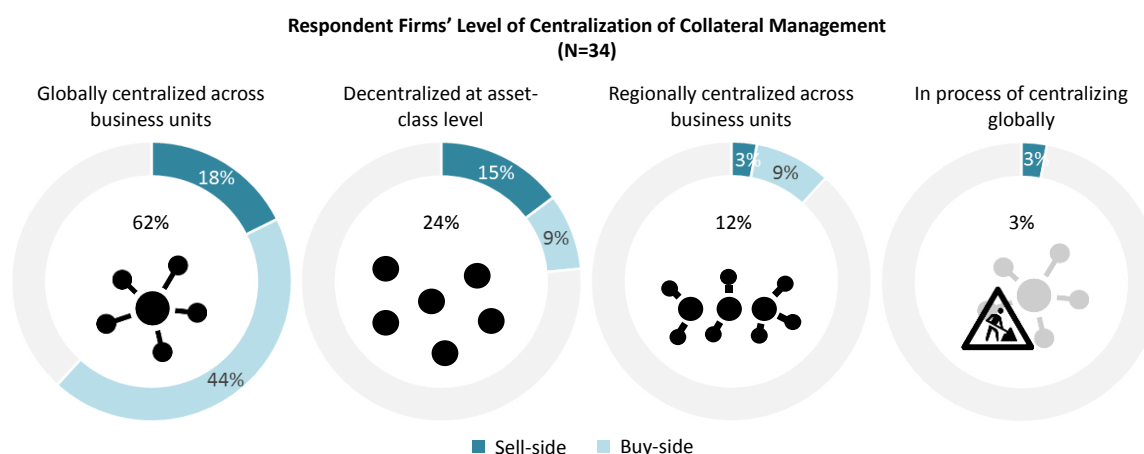 Respondent Firms’ Level of Centralization of Collateral Management
(N=34)
Globally centralized across
business units
18%
62%
44%
Decentralized at asset-
class level
15%
24%
9%
Regionally centralized across
business units
3%
9%
12%
In process of centralizing
globally
3%
3%
Sell-side
Buy-side